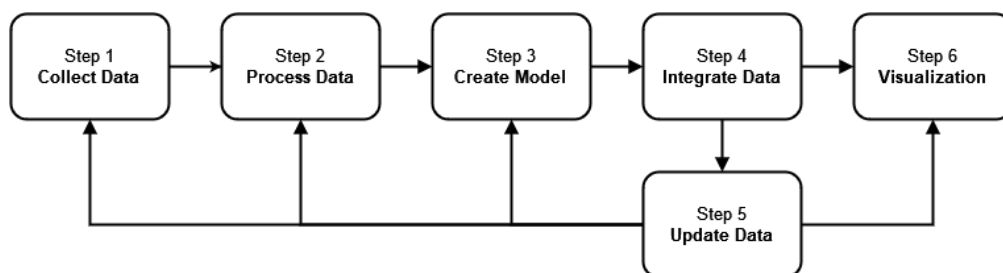 Step 1
Collect Data
Step 2
Process Data
Step 3
Create Model
Step 4
Integrate Data
Step 6
Visualization
Step 5
Update Data